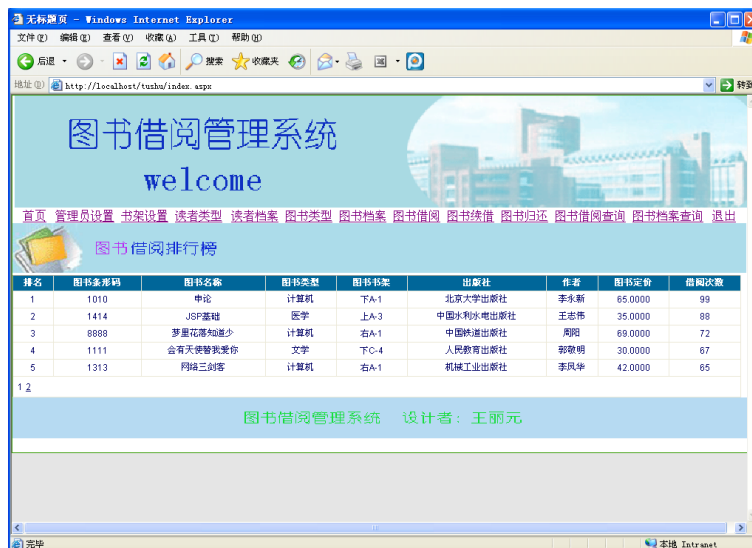 无标题页 - Windows Internet Explorer
文件(F) 编辑(E) 查看(V) 收藏(A) 工具(T) 帮助(H)
后退 搜索 收藏夹
地址(D) http://localhost/tushu/index.aspx 转到
图书借阅管理系统
welcome
首页 管理员设置 书架设置 读者类型 读者档案 图书类型 图书档案 图书借阅 图书续借 图书归还 图书借阅查询 图书档案查询 退出
图书借阅排行榜
排名 图书条形码 图书名称 图书类型 图书书架 出版社 作者 图书定价 借阅次数
1 1010 申论 计算机 下A-1 北京大学出版社 李永新 65.0000 99
2 1414 JSP基础 医学 上A-3 中国水利水电出版社 王志伟 35.0000 88
3 8888 梦里花落知道少 计算机 右A-1 中国铁道出版社 周阳 69.0000 72
4 1111 会有天使替我爱你 文学 下C-4 人民教育出版社 郭敬明 30.0000 67
5 1313 网络三剑客 计算机 右A-1 机械工业出版社 李凤华 42.0000 65
1 2
图书借阅管理系统 设计者：王丽元
完毕 本地 Intranet